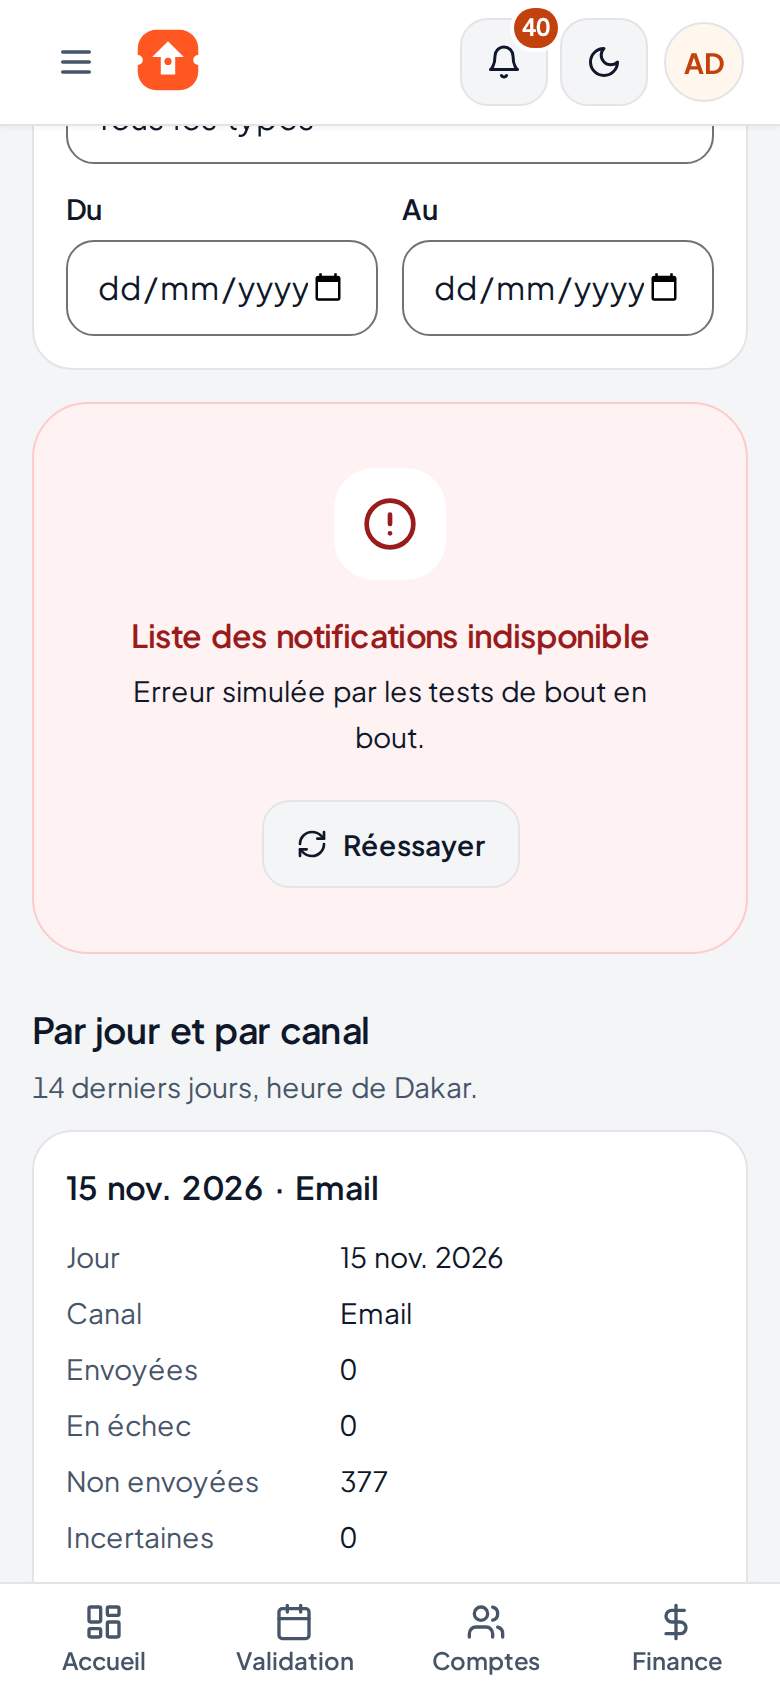 40
AD
Tous les types
Du
Au
dd/mm/yyyy
dd/mm/yyyy
Liste des notifications indisponible
Erreur simulée par les tests de bout en
bout.
Réessayer
Par jour et par canal
14 derniers jours, heure de Dakar.
15 nov. 2026 · Email
Jour 15 nov. 2026
Canal Email
Envoyées 0
En échec 0
Non envoyées 377
Incertaines 0
Accueil Validation Comptes Finance